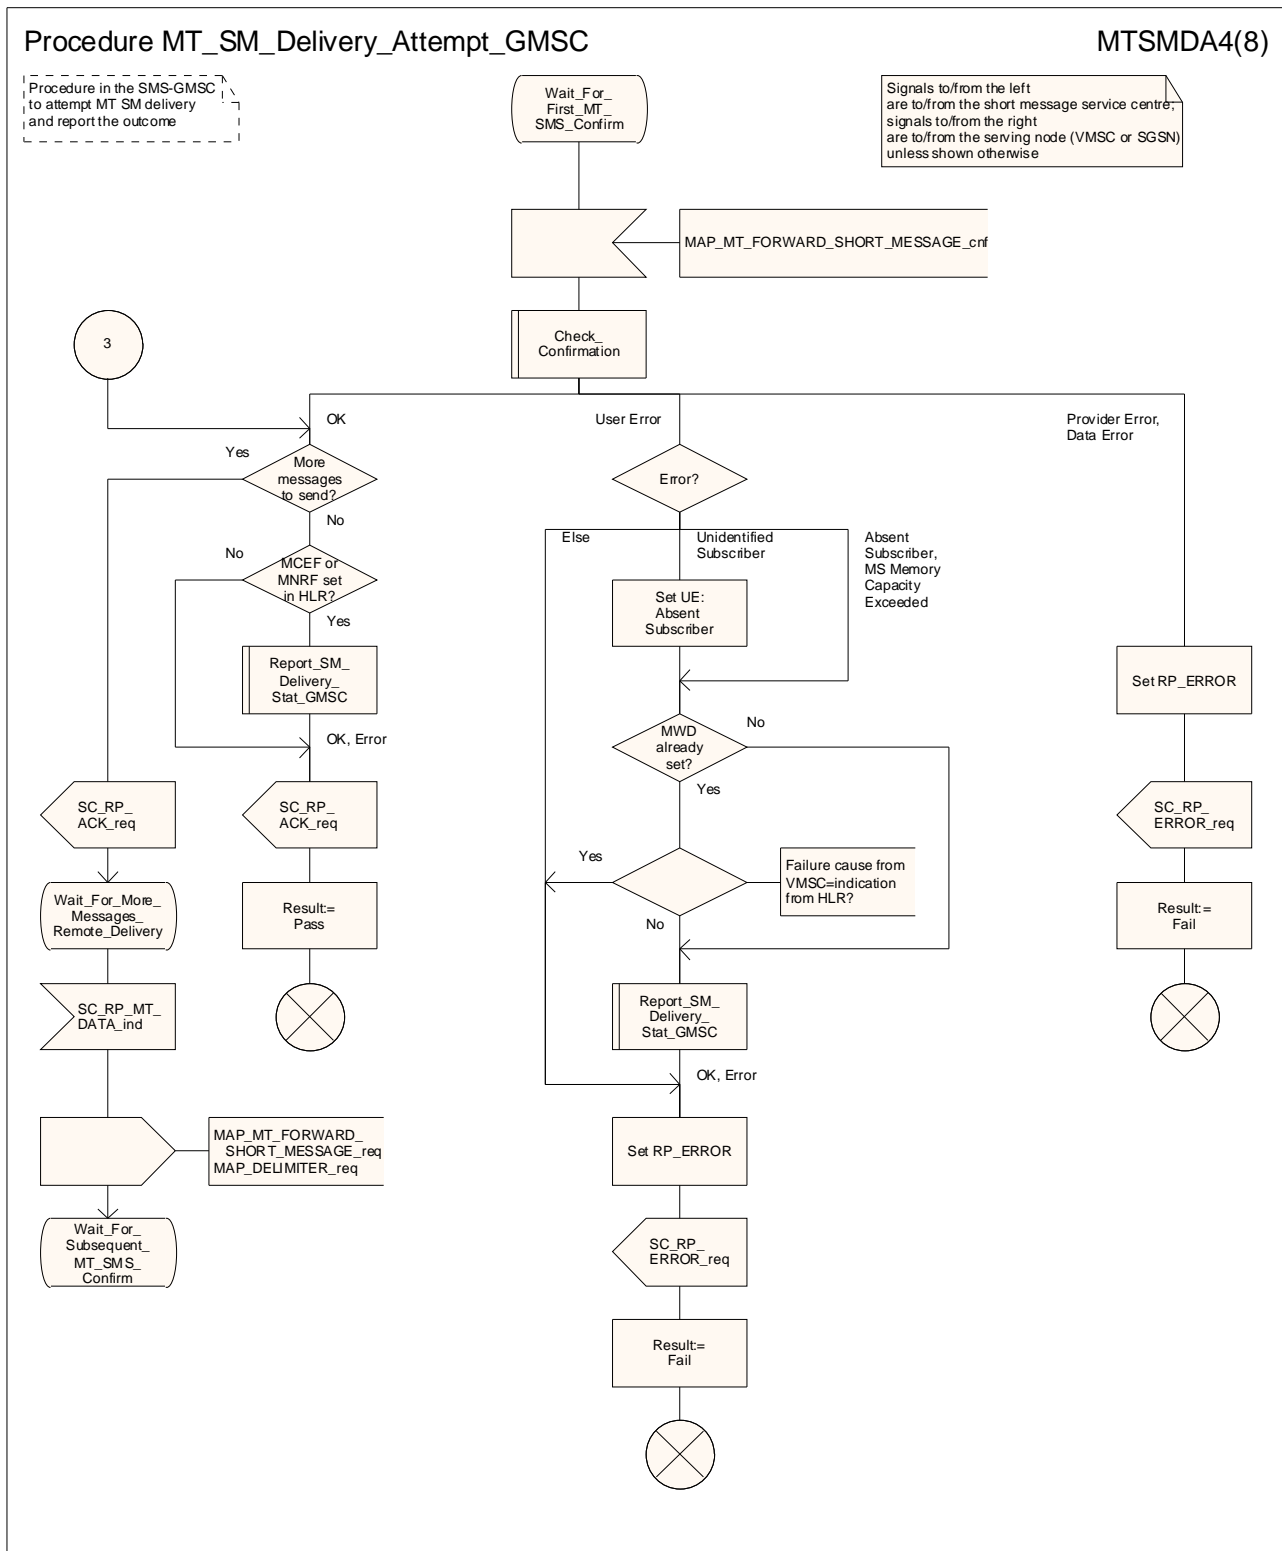 Procedure MT_SM_Delivery_Attempt_GMSC
MTSMDA4(8)
Procedure in the SMS-GMSC
to attempt MT SM delivery
and report the outcome
Wait_For_
First_MT_
SMS_Confirm
Signals to/from the left
are to/from the short message service centre;
signals to/from the right
are to/from the serving node (VMSC or SGSN)
unless shown otherwise
MAP_MT_FORWARD_SHORT_MESSAGE_cnf
Check_
Confirmation
3
OK
User Error
Provider Error,
Data Error
Yes
More
messages
to send?
Error?
No
Else
Unidentified
Subscriber
Absent
Subscriber,
MS Memory
Capacity
Exceeded
No
MCEF or
MNRF set
in HLR?
Yes
Set UE:
Absent
Subscriber
Report_SM_
Delivery_
Stat_GMSC
Set RP_ERROR
OK, Error
MWD
already
set?
No
Yes
SC_RP_
ACK_req
SC_RP_
ACK_req
SC_RP_
ERROR_req
Yes
Failure cause from
VMSC=indication
from HLR?
No
Wait_For_More_
Messages_
Remote_Delivery
Result:=
Pass
Result:=
Fail
SC_RP_MT_
DATA_ind
Report_SM_
Delivery_
Stat_GMSC
OK, Error
MAP_MT_FORWARD_
SHORT_MESSAGE_req
MAP_DELIMITER_req
Set RP_ERROR
Wait_For_
Subsequent_
MT_SMS_
Confirm
SC_RP_
ERROR_req
Result:=
Fail